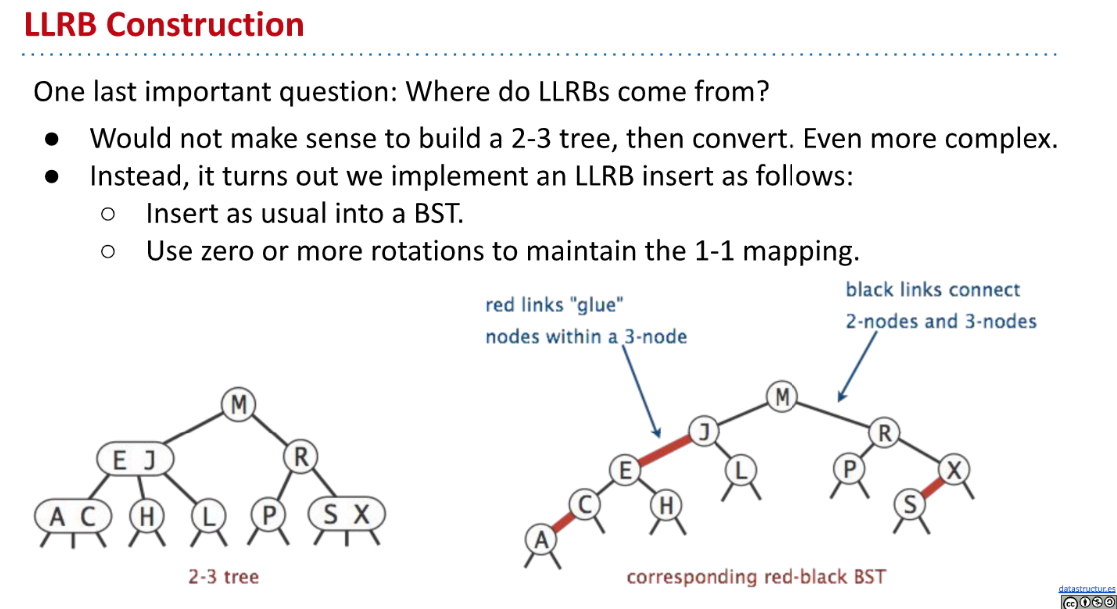 LLRB Construction
One last important question: Where do LLRBs come from?
● Would not make sense to build a 2-3 tree, then convert. Even more complex.
● Instead, it turns out we implement an LLRB insert as follows:
○ Insert as usual into a BST.
○ Use zero or more rotations to maintain the 1-1 mapping.
red links "glue"
nodes within a 3-node
black links connect
2-nodes and 3-nodes
M
E J
R
A C
H
L
P
S X
2-3 tree
M
J
R
E
L
P
X
C
H
S
A
corresponding red-black BST
datastructur.es
cc